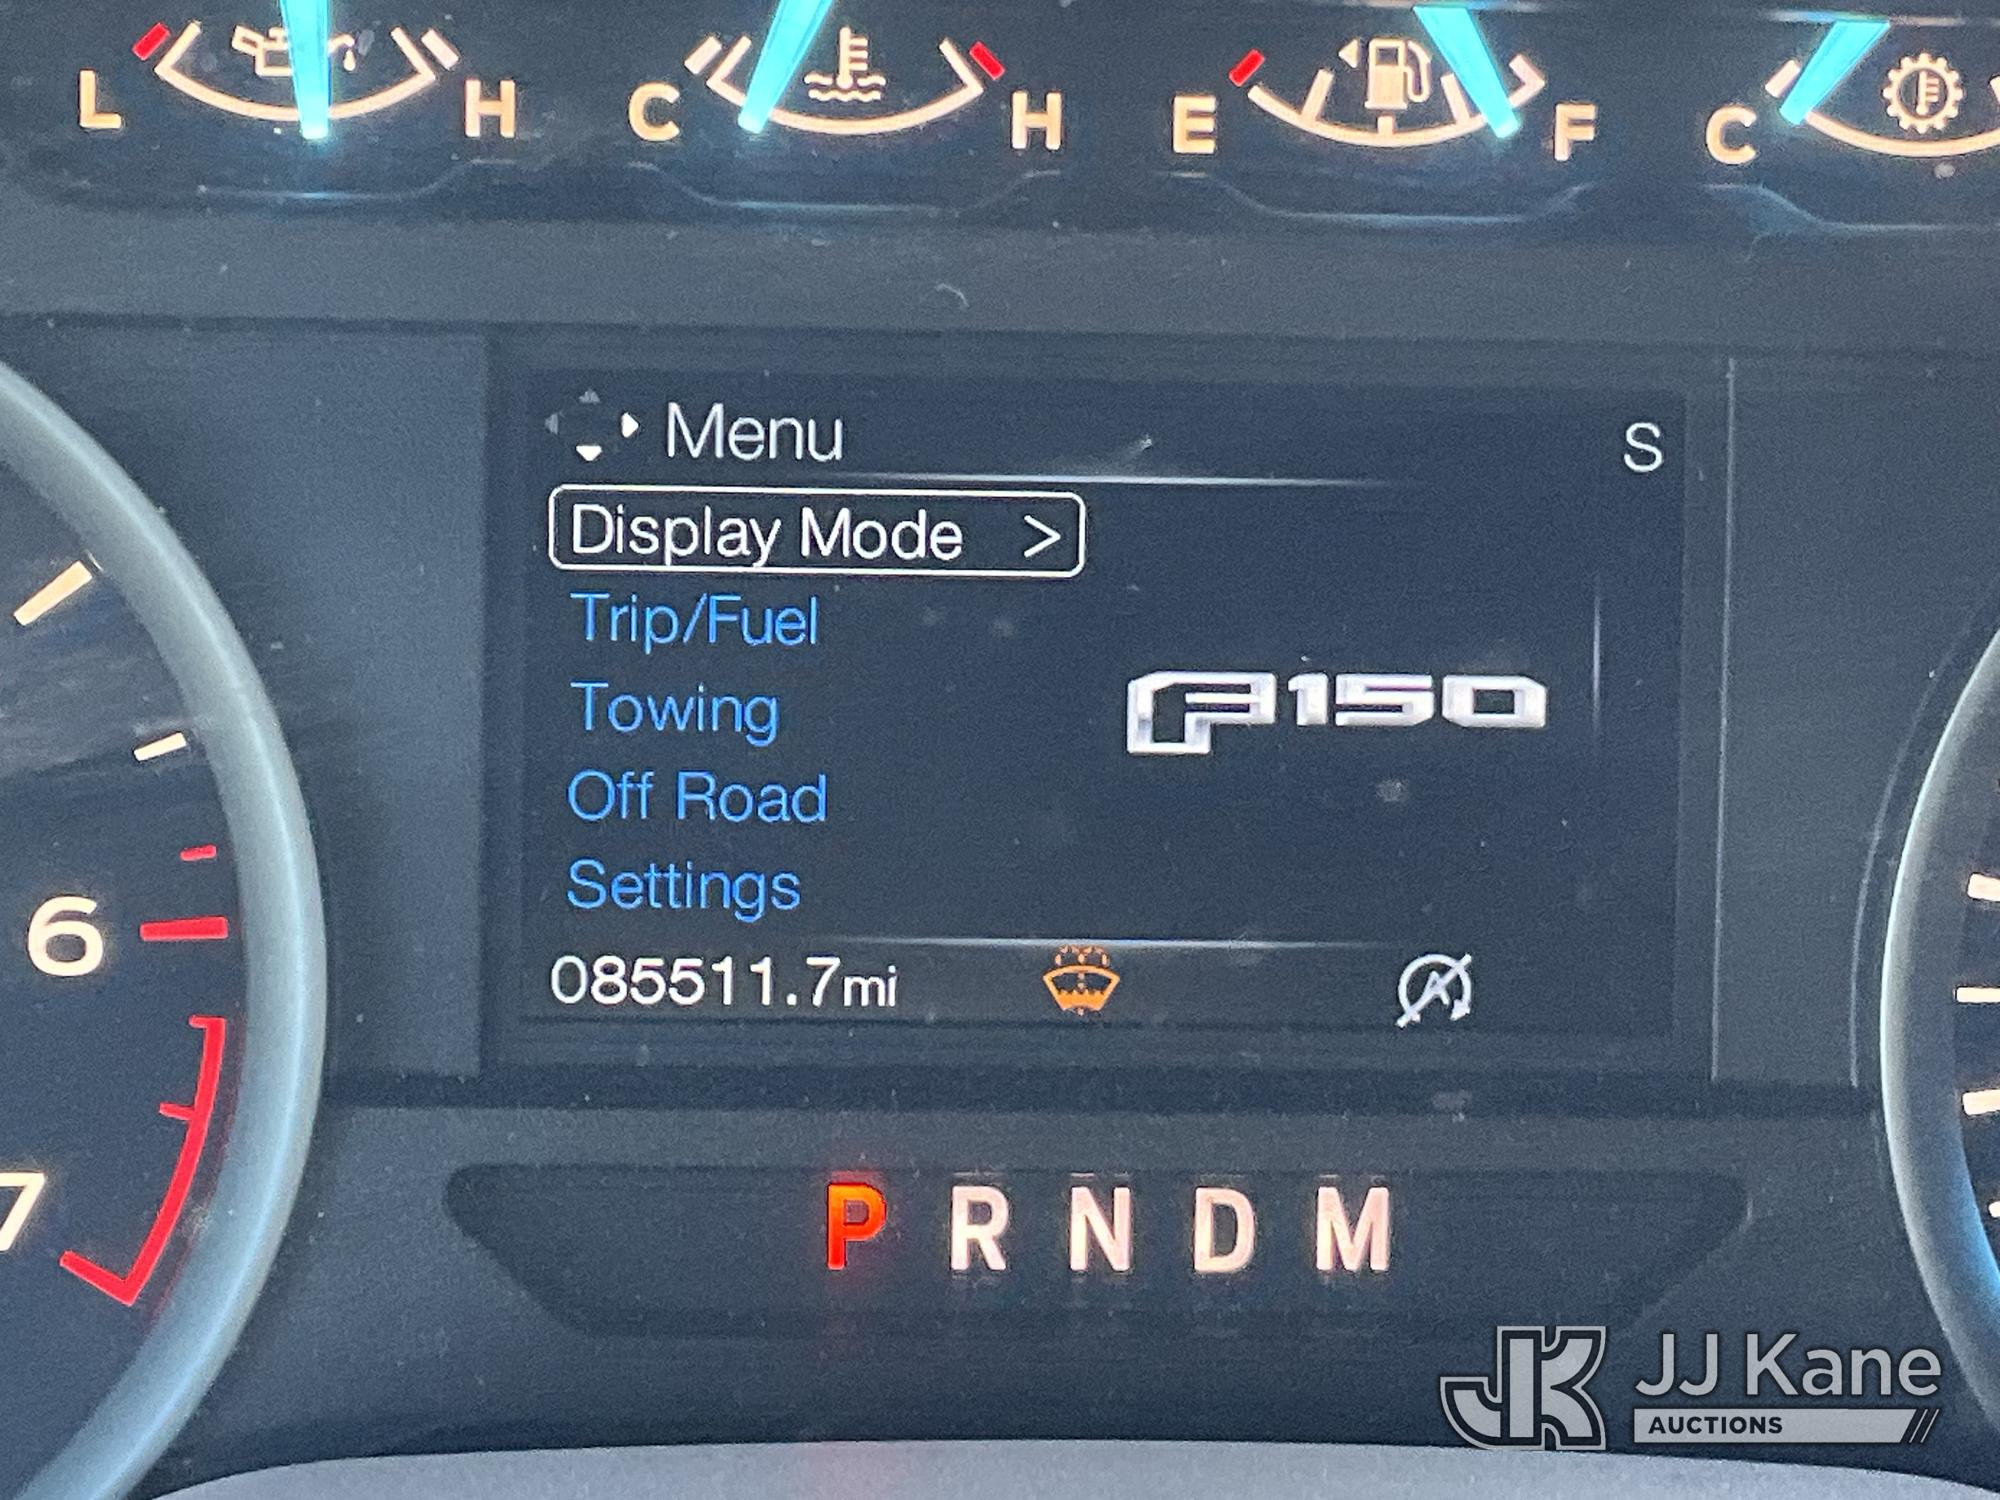 L H C H E F C
Menu S
Display Mode >
Trip/Fuel
Towing
F150
Off Road
Settings
6
085511.7mi
7
P R N D M
JK JJ Kane
AUCTIONS